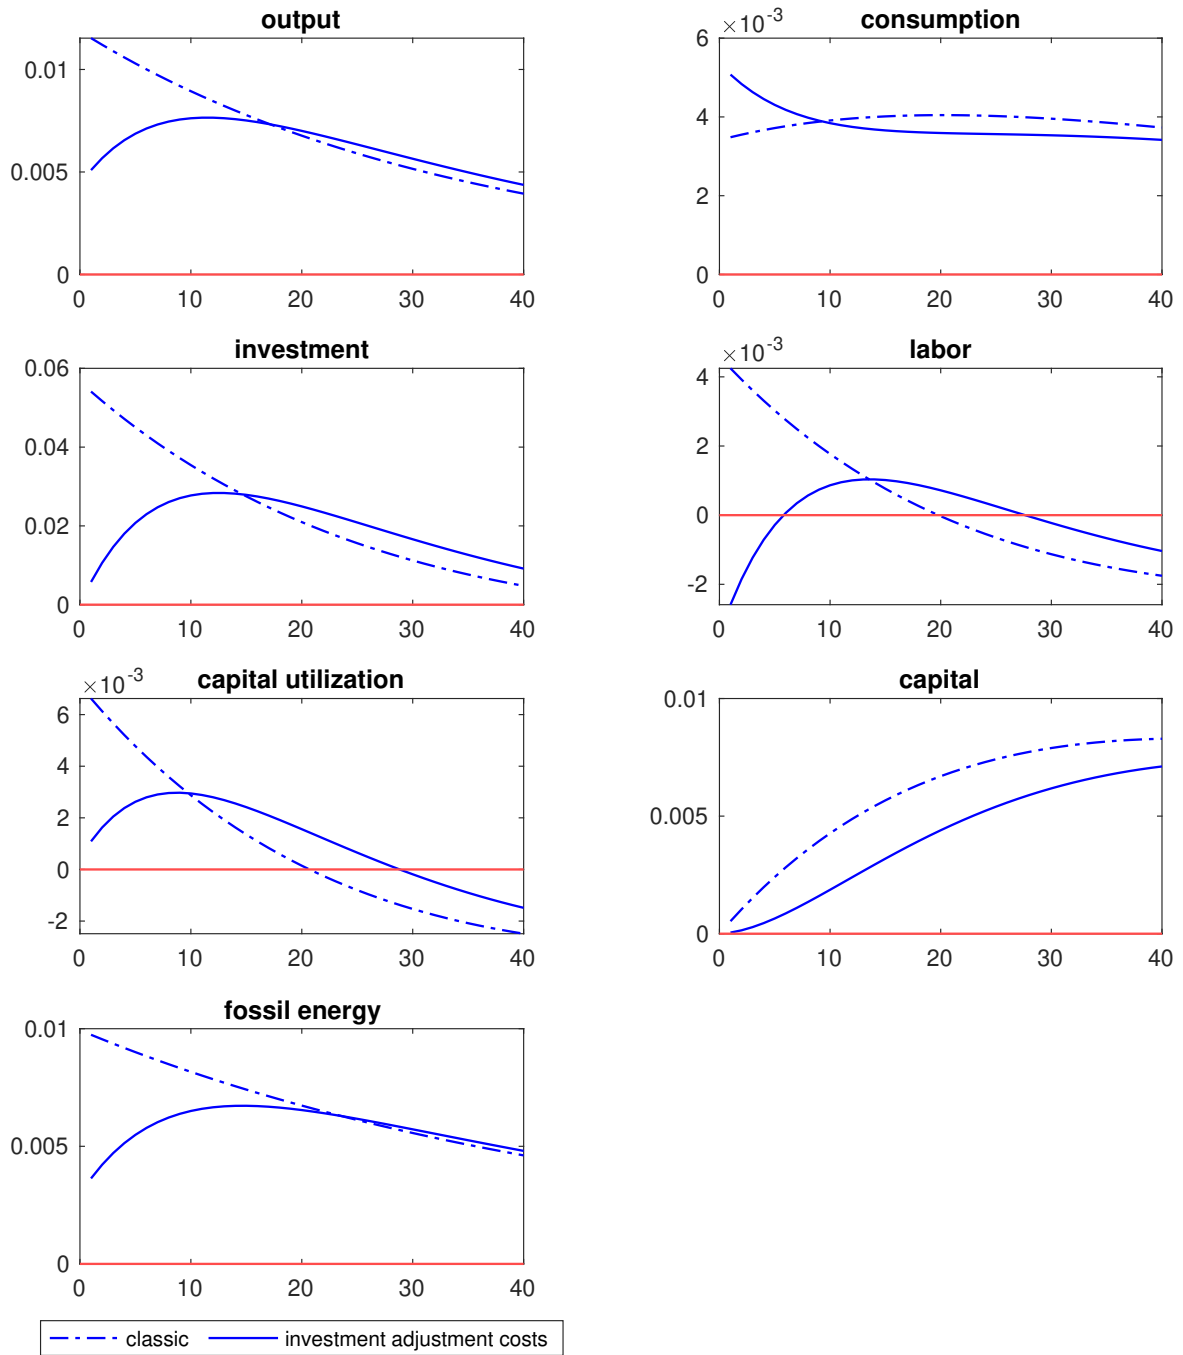 output
0.01
0.005
0
0 10 20 30 40
consumption
×10-3
6
4
2
0
0 10 20 30 40
investment
0.06
0.04
0.02
0
0 10 20 30 40
labor
×10-3
4
2
0
-2
0 10 20 30 40
capital utilization
×10-3
6
4
2
0
-2
0 10 20 30 40
capital
0.01
0.005
0
0 10 20 30 40
fossil energy
0.01
0.005
0
0 10 20 30 40
classic investment adjustment costs